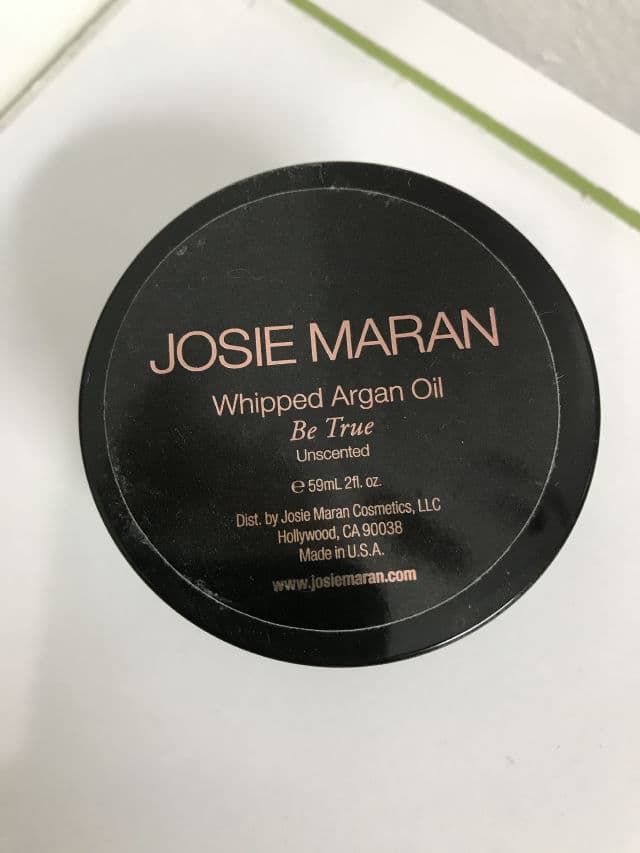 JOSIE MARAN
Whipped Argan Oil
Be True
Unscented
℮ 59mL 2fl. oz.
Dist. by Josie Maran Cosmetics, LLC
Hollywood, CA 90038
Made in U.S.A.
www.josiemaran.com